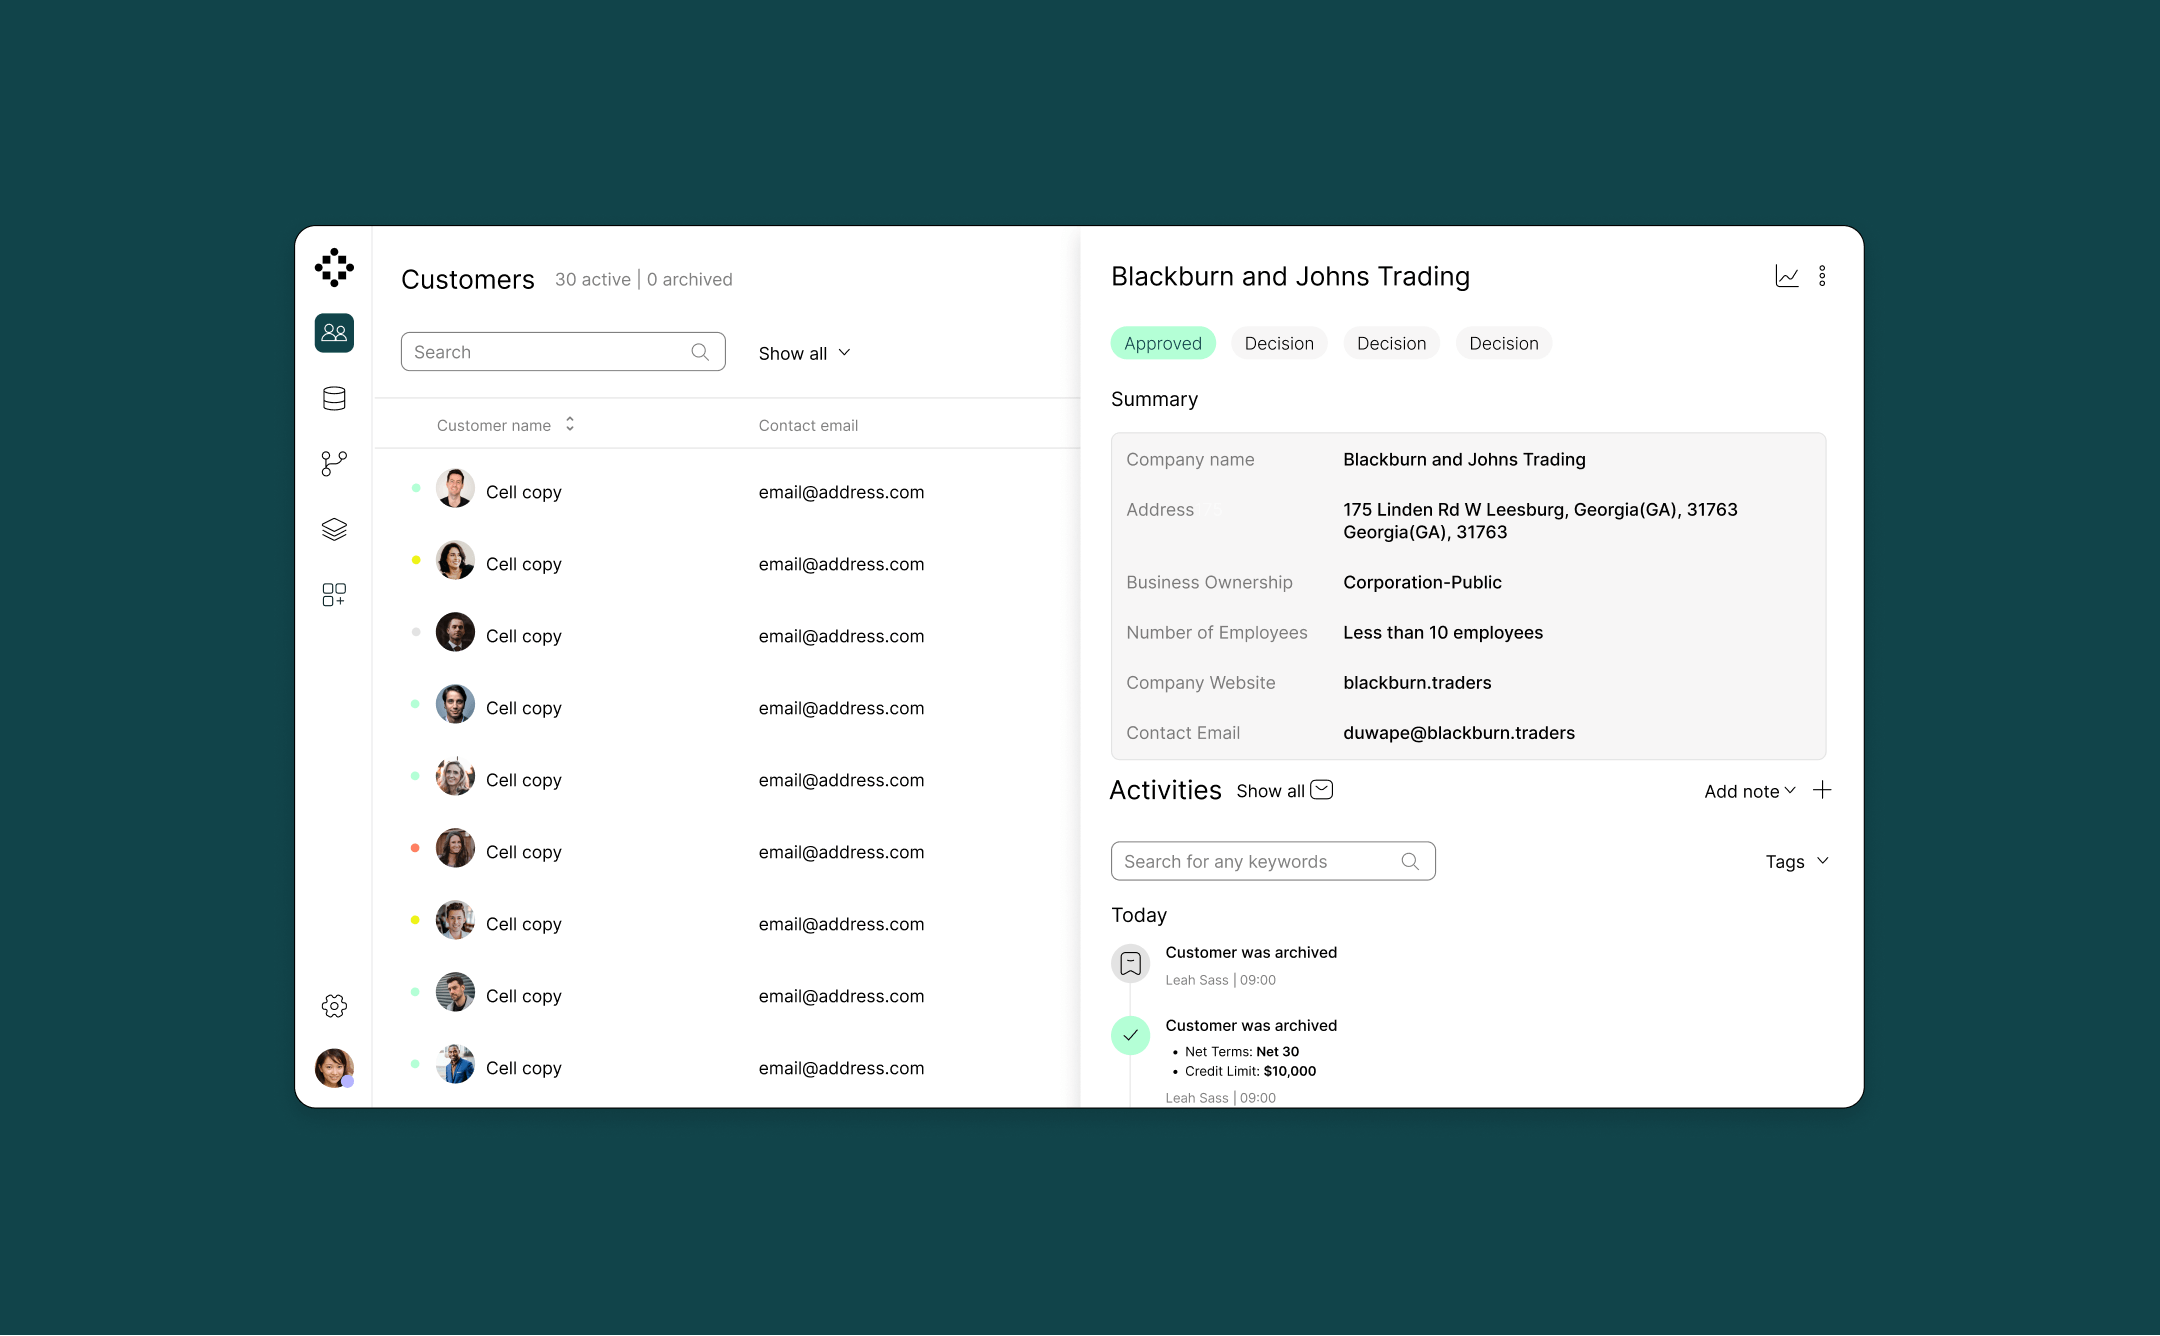 Customers
30 active | 0 archived
Search
Show all
Customer name
Contact email
Cell copy
email@address.com
Cell copy
email@address.com
Cell copy
email@address.com
Cell copy
email@address.com
Cell copy
email@address.com
Cell copy
email@address.com
Cell copy
email@address.com
Cell copy
email@address.com
Cell copy
email@address.com
Blackburn and Johns Trading
Approved
Decision
Decision
Decision
Summary
Company name
Blackburn and Johns Trading
Address
175 Linden Rd W Leesburg, Georgia(GA), 31763
Georgia(GA), 31763
Business Ownership
Corporation-Public
Number of Employees
Less than 10 employees
Company Website
blackburn.traders
Contact Email
duwape@blackburn.traders
Activities
Show all
Add note
Search for any keywords
Tags
Today
Customer was archived
Leah Sass | 09:00
Customer was archived
• Net Terms: Net 30
• Credit Limit: $10,000
Leah Sass | 09:00